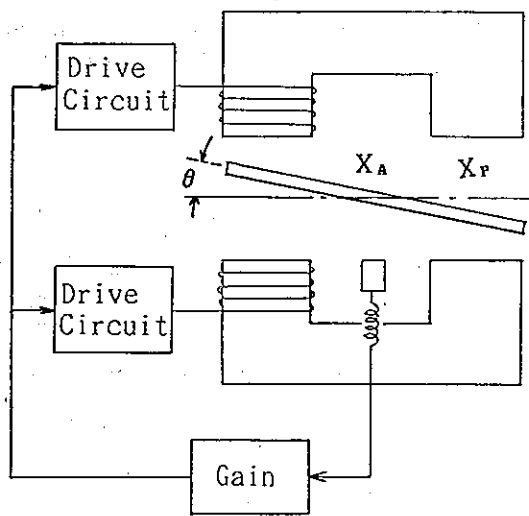 Drive
Circuit
θ
X_A
X_P
Drive
Circuit
Gain